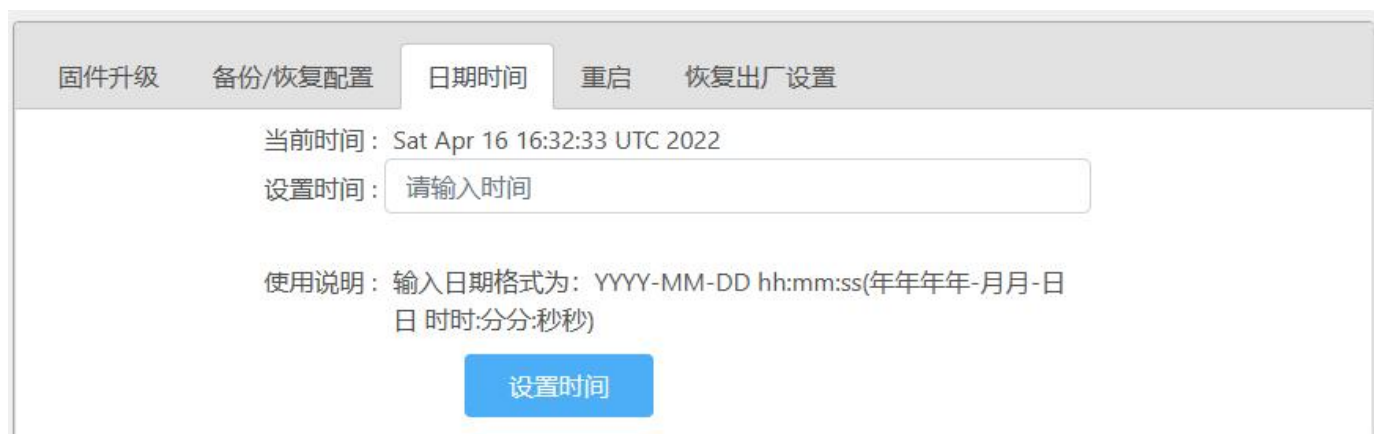 固件升级 备份/恢复配置 日期时间 重启 恢复出厂设置
当前时间： Sat Apr 16 16:32:33 UTC 2022
设置时间： 请输入时间
使用说明： 输入日期格式为：YYYY-MM-DD hh:mm:ss(年年年年-月月-日
日 时时:分分:秒秒)
设置时间